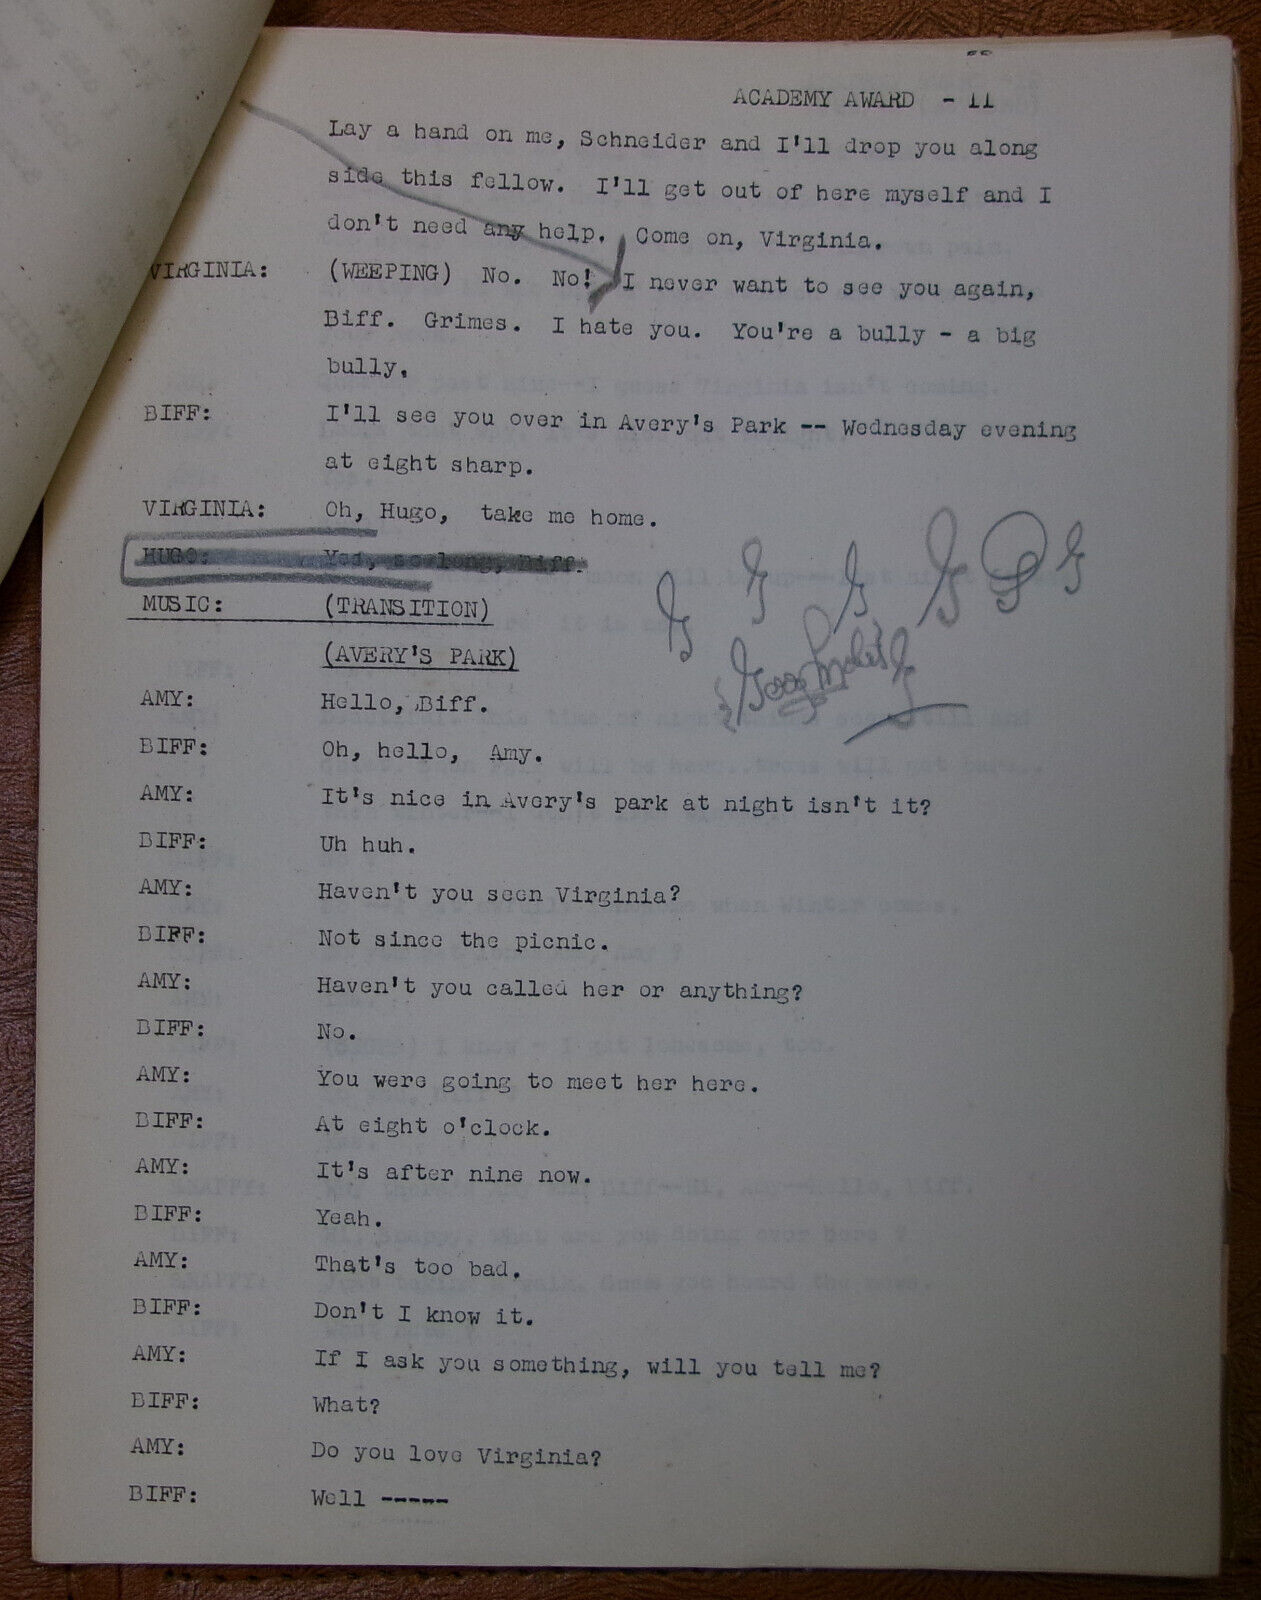 ACADEMY AWARD - 11
Lay a hand on me, Schneider and I'll drop you along
side this fellow. I'll get out of here myself and I
don't need any help. Come on, Virginia.
VIRGINIA: (WEEPING) No. No! I never want to see you again,
Biff. Grimes. I hate you. You're a bully - a big
bully.
BIFF: I'll see you over in Avery's Park -- Wednesday evening
at eight sharp.
VIRGINIA: Oh, Hugo, take me home.
HUGO: Yes, so long, Biff.
MUSIC: (TRANSITION)
(AVERY'S PARK)
AMY: Hello, Biff.
BIFF: Oh, hello, Amy.
AMY: It's nice in Avery's park at night isn't it?
BIFF: Uh huh.
AMY: Haven't you seen Virginia?
BIFF: Not since the picnic.
AMY: Haven't you called her or anything?
BIFF: No.
AMY: You were going to meet her here.
BIFF: At eight o'clock.
AMY: It's after nine now.
BIFF: Yeah.
AMY: That's too bad.
BIFF: Don't I know it.
AMY: If I ask you something, will you tell me?
BIFF: What?
AMY: Do you love Virginia?
BIFF: Well -----